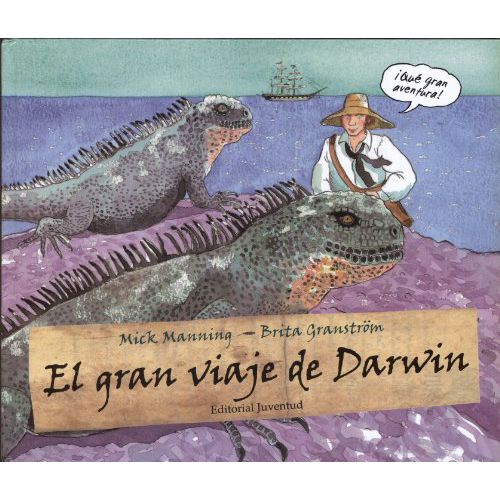 ¡Qué gran
aventura!
Mick Manning — Brita Granström
El gran viaje de Darwin
Editorial Juventud